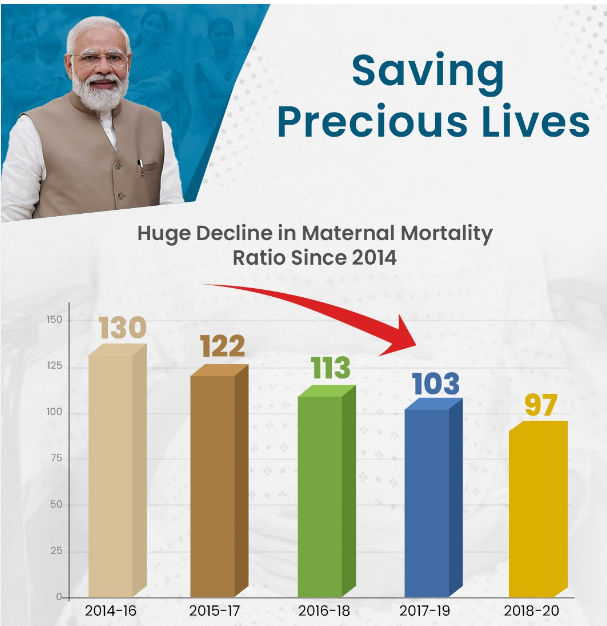 Saving
Precious Lives
Huge Decline in Maternal Mortality
Ratio Since 2014
150
130
122
125
113
103
97
100
75
50
25
0
2014-16 2015-17 2016-18 2017-19 2018-20